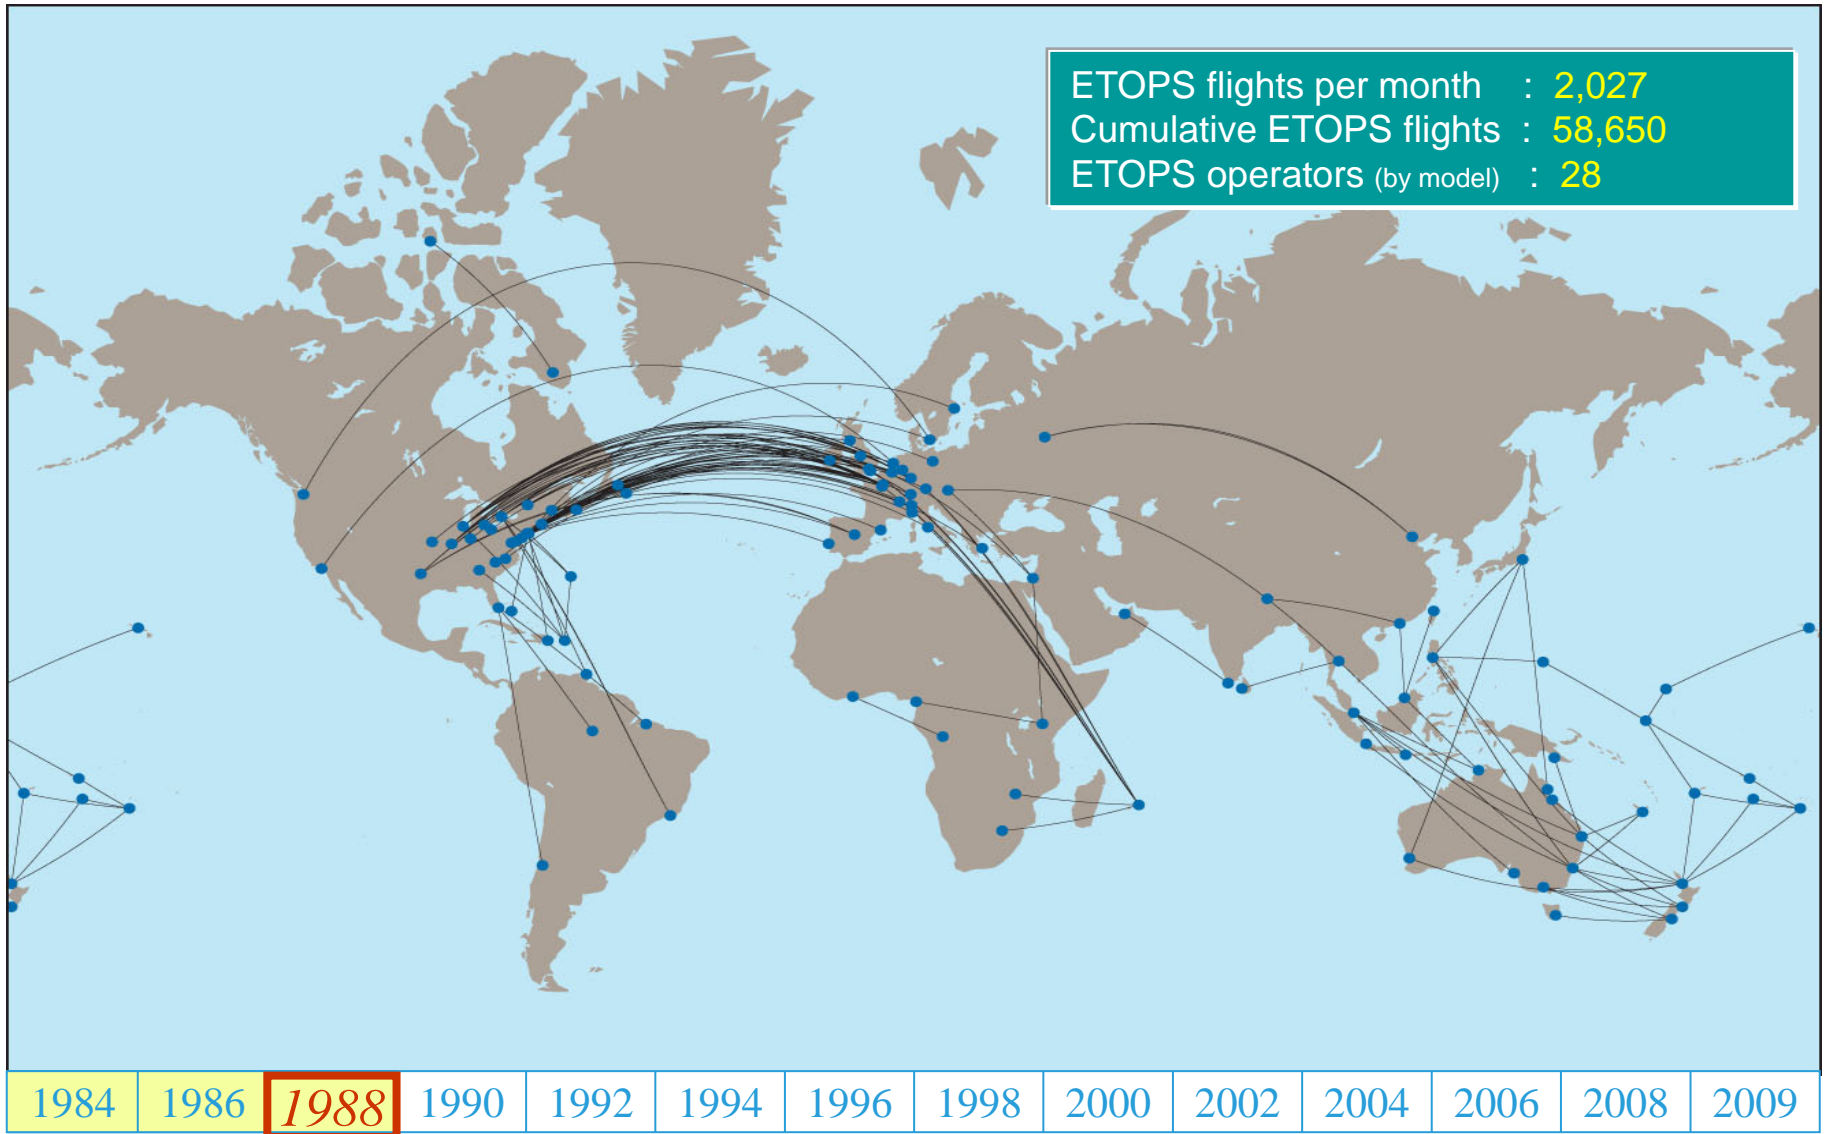 ETOPS flights per month : 2,027
Cumulative ETOPS flights : 58,650
ETOPS operators (by model) : 28
1984 1986 1988 1990 1992 1994 1996 1998 2000 2002 2004 2006 2008 2009